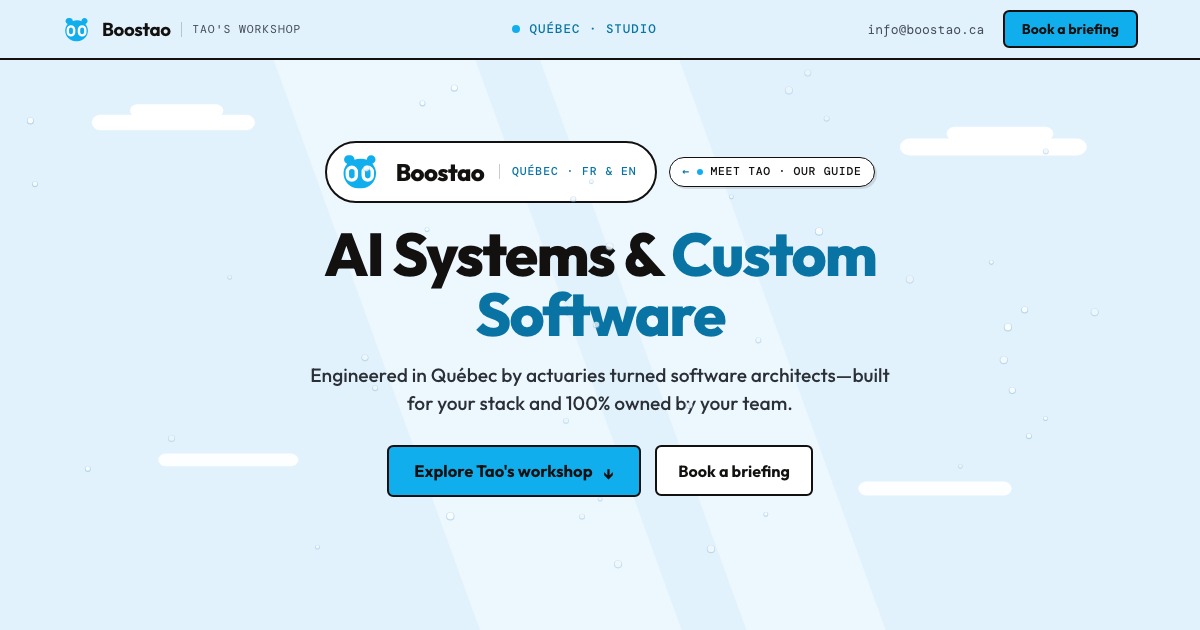 Boostao TAO'S WORKSHOP QUÉBEC · STUDIO info@boostao.ca Book a briefing
Boostao QUÉBEC · FR & EN ← MEET TAO · OUR GUIDE
AI Systems & Custom
Software
Engineered in Québec by actuaries turned software architects—built
for your stack and 100% owned by your team.
Explore Tao's workshop ↓ Book a briefing